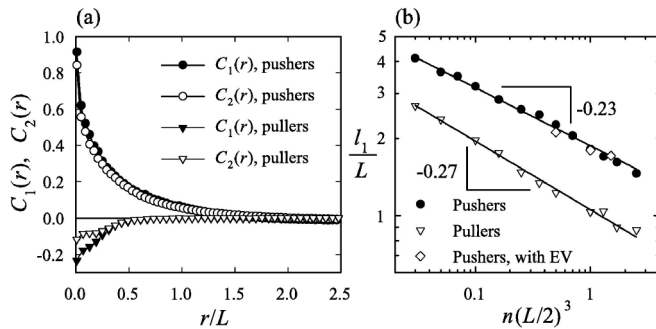 (a)
1.0
0.8
0.6
0.4
0.2
0.0
-0.2
C₁(r), C₂(r)
C₁(r), pushers
C₂(r), pushers
C₁(r), pullers
C₂(r), pullers
0.0 0.5 1.0 1.5 2.0 2.5
r/L
(b)
5
4
3
2
1
l₁
L
-0.23
-0.27
Pushers
Pullers
Pushers, with EV
0.1 1
n(L/2)³